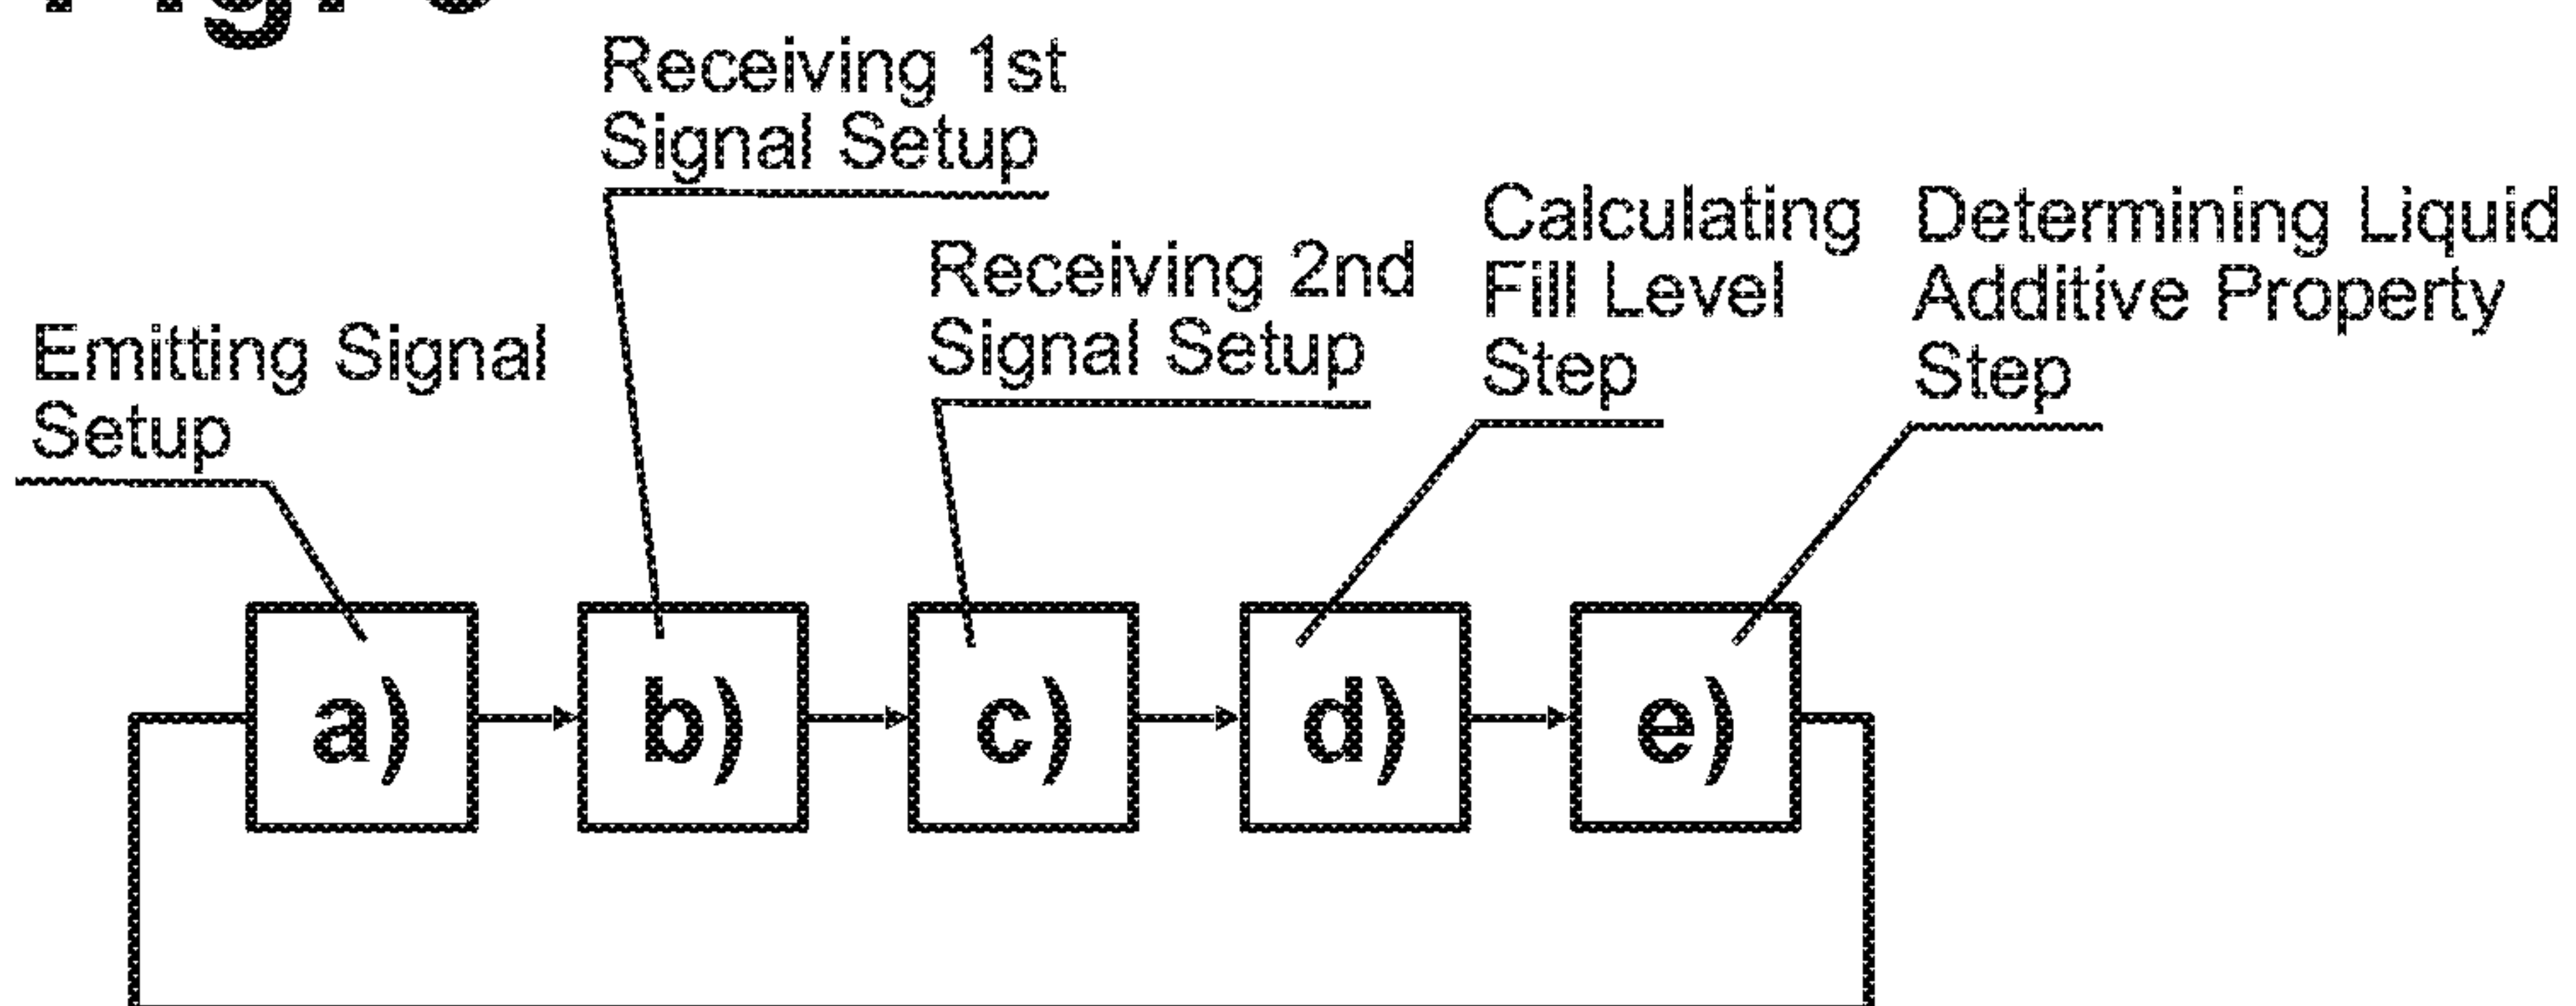 Receiving 1st
Signal Setup
Calculating
Fill Level
Step
Determining Liquid
Additive Property
Step
Receiving 2nd
Signal Setup
Emitting Signal
Setup
a)
b)
c)
d)
e)